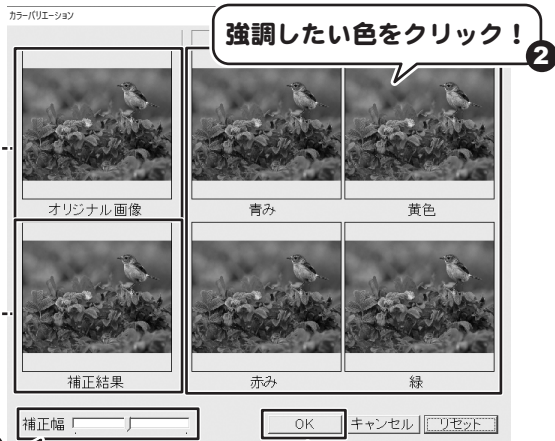 カラーバリエーション
強調したい色をクリック！
2
オリジナル画像
青み
黄色
補正結果
赤み
緑
補正幅
OK
キャンセル
リセット